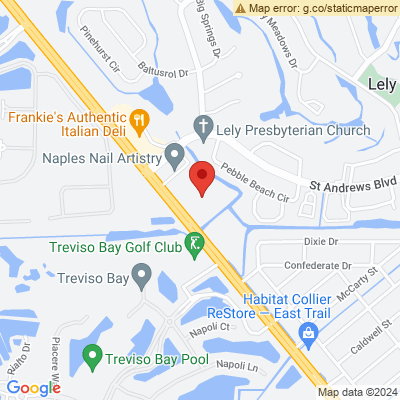 Map error: g.co/staticmaperror
Pinehurst Cir
Baltusrol Dr
Big Springs Dr
Lely Meadows Dr
Lely
Frankie's Authentic
Italian Deli
Lely Presbyterian Church
Naples Nail Artistry
Pebble Beach Cir
St Andrews Blvd
Treviso Bay Golf Club
Dixie Dr
Confederate Dr
McCarty St
Treviso Bay
Habitat Collier
ReStore – East Trail
Caldwell St
Napoli Ct
Rialto Dr
Treviso Bay Pool
Napoli Ln
Google
Map data ©2024